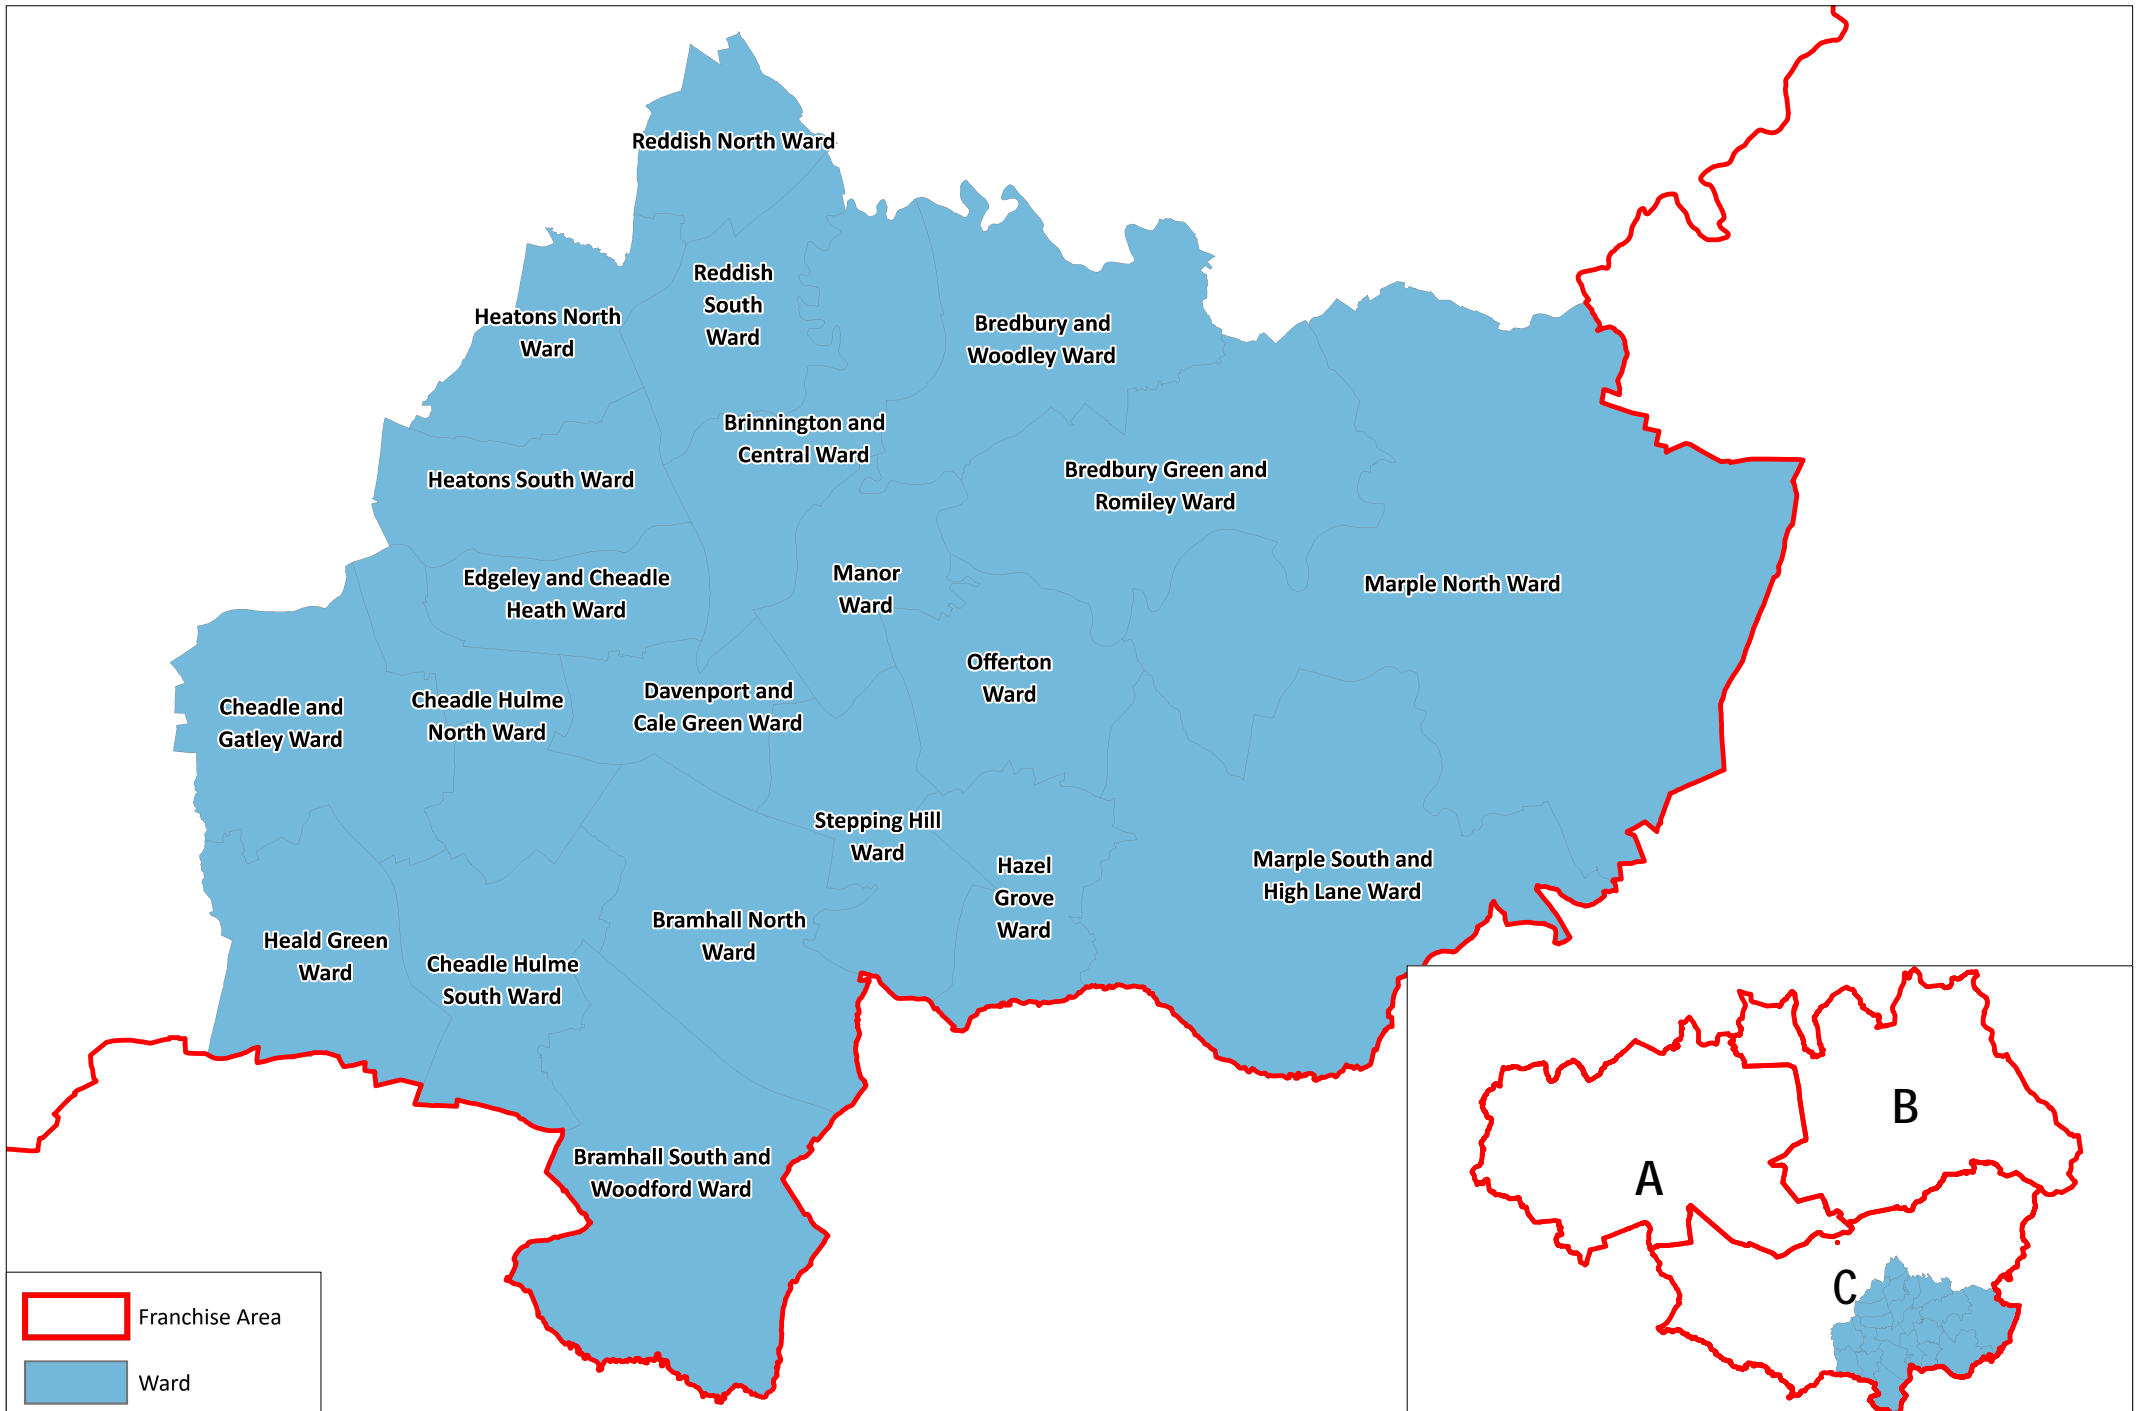 Reddish North Ward
Reddish
South
Ward
Heatons North
Ward
Bredbury and
Woodley Ward
Brinnington and
Central Ward
Heatons South Ward
Bredbury Green and
Romiley Ward
Edgeley and Cheadle
Heath Ward
Manor
Ward
Marple North Ward
Offerton
Ward
Cheadle and
Gatley Ward
Cheadle Hulme
North Ward
Davenport and
Cale Green Ward
Stepping Hill
Ward
Hazel
Grove
Ward
Marple South and
High Lane Ward
Bramhall North
Ward
Heald Green
Ward
Cheadle Hulme
South Ward
Bramhall South and
Woodford Ward
A
B
C
Franchise Area
Ward